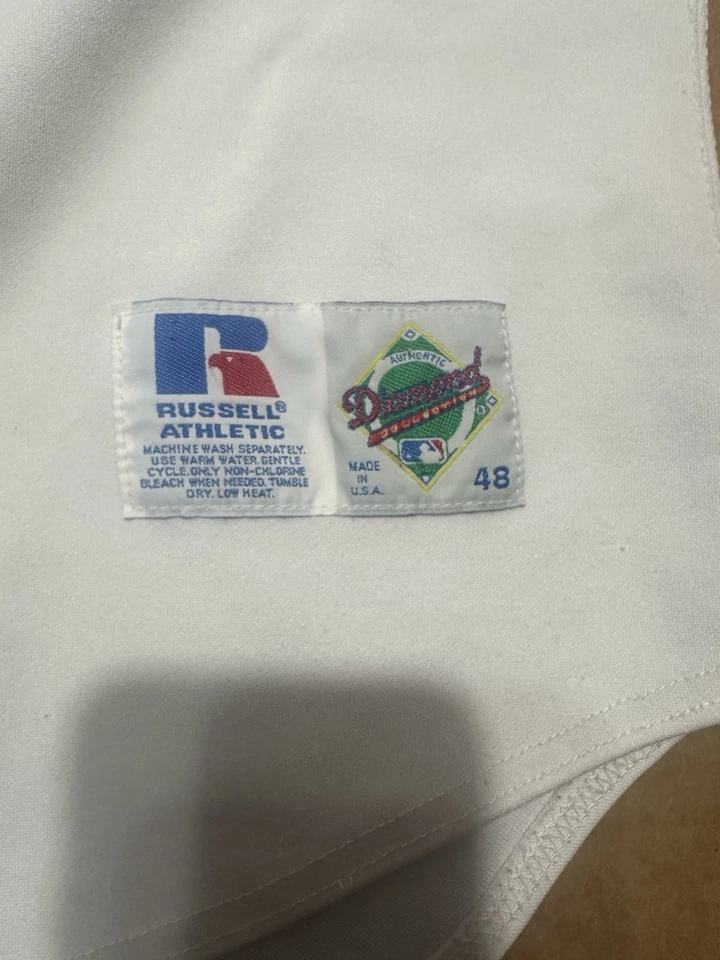 RUSSELL®
ATHLETIC
MACHINE WASH SEPARATELY.
USE WARM WATER.GENTLE
CYCLE.ONLY NON-CHLORINE
BLEACH WHEN NEEDED.TUMBLE
DRY. LOW HEAT.
AUTHENTIC
Diamond
COLLECTION
MADE
IN
U.S.A.
48